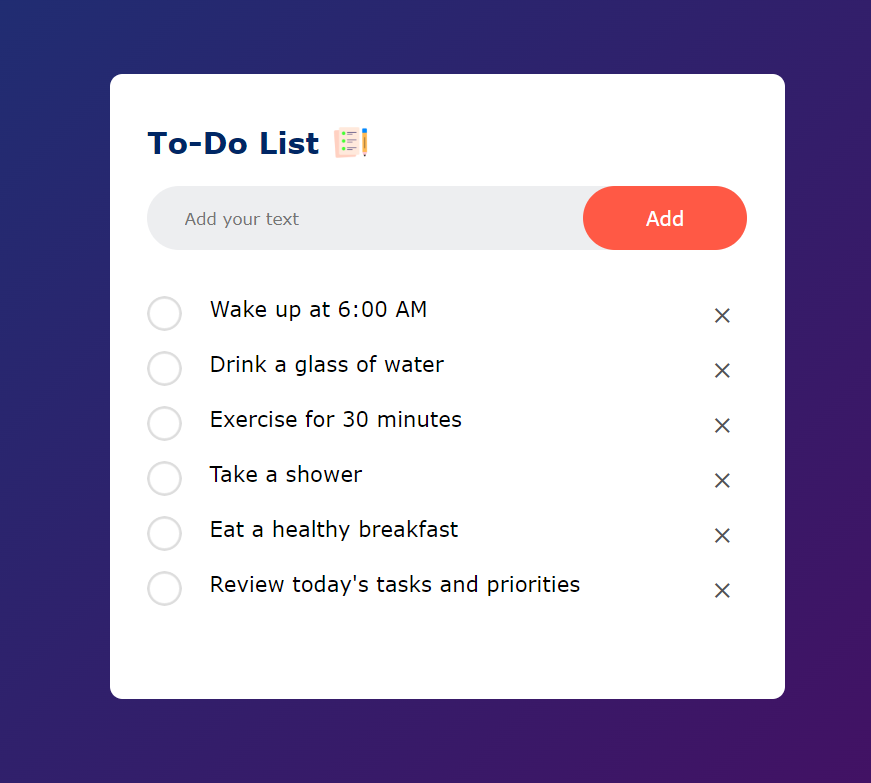 To-Do List
Add your text
Add
Wake up at 6:00 AM
Drink a glass of water
Exercise for 30 minutes
Take a shower
Eat a healthy breakfast
Review today's tasks and priorities